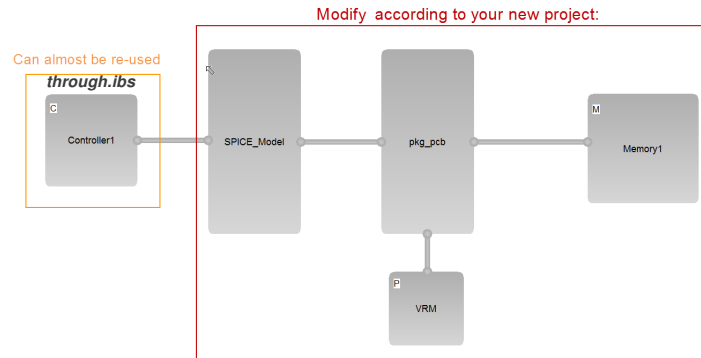 Modify according to your new project:
Can almost be re-used
through.ibs
C
Controller1
SPICE_Model
pkg_pcb
M
Memory1
P
VRM